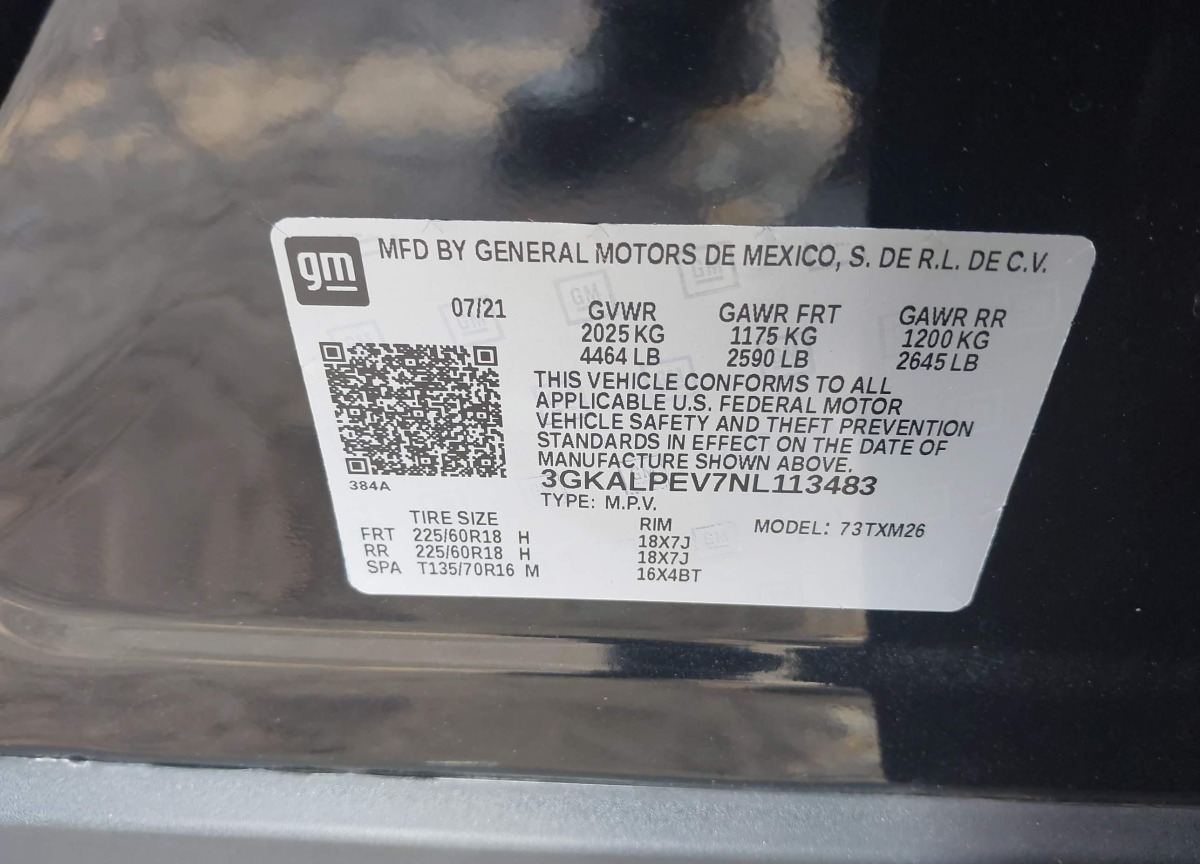 gm
MFD BY GENERAL MOTORS DE MEXICO, S. DE R.L. DE C.V.
07/21
GVWR GAWR FRT GAWR RR
2025 KG 1175 KG 1200 KG
4464 LB 2590 LB 2645 LB
THIS VEHICLE CONFORMS TO ALL
APPLICABLE U.S. FEDERAL MOTOR
VEHICLE SAFETY AND THEFT PREVENTION
STANDARDS IN EFFECT ON THE DATE OF
MANUFACTURE SHOWN ABOVE.
384A
3GKALPEV7NL113483
TYPE: M.P.V.
TIRE SIZE RIM MODEL: 73TXM26
FRT 225/60R18 H 18X7J
RR 225/60R18 H 18X7J
SPA T135/70R16 M 16X4BT